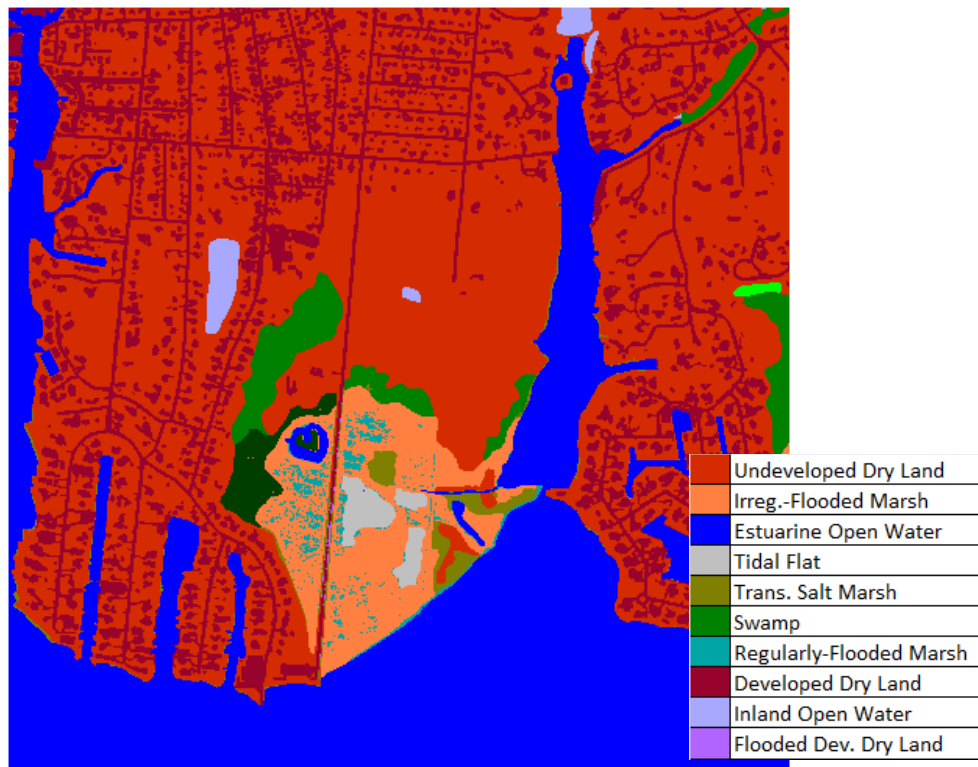 Undeveloped Dry Land
Irreg.-Flooded Marsh
Estuarine Open Water
Tidal Flat
Trans. Salt Marsh
Swamp
Regularly-Flooded Marsh
Developed Dry Land
Inland Open Water
Flooded Dev. Dry Land